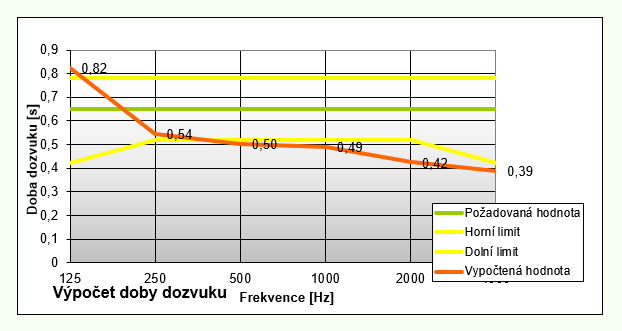 0,9
0,8
0,7
0,6
0,5
0,4
0,3
0,2
0,1
0
Doba dozvuku [s]
0,82
0,54
0,50
0,49
0,42
0,39
Požadovaná hodnota
Horní limit
Dolní limit
Vypočtená hodnota
125 250 500 1000 2000
Výpočet doby dozvuku
Frekvence [Hz]